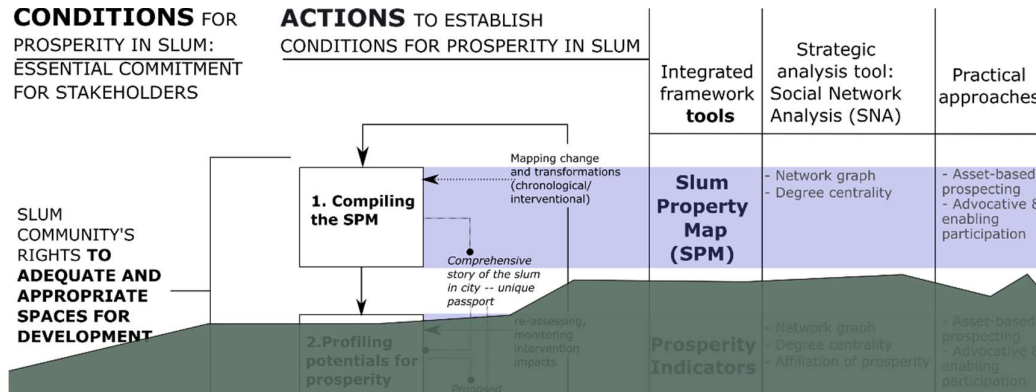 CONDITIONS FOR
PROSPERITY IN SLUM:
ESSENTIAL COMMITMENT
FOR STAKEHOLDERS
ACTIONS TO ESTABLISH
CONDITIONS FOR PROSPERITY IN SLUM
Integrated
framework
tools
Strategic
analysis tool:
Social Network
Analysis (SNA)
Practical
approaches
SLUM
COMMUNITY'S
RIGHTS TO
ADEQUATE AND
APPROPRIATE
SPACES FOR
DEVELOPMENT
1. Compiling
the SPM
Mapping change
and transformations
(chronological/
interventional)
Comprehensive
story of the slum
in city -- unique
passport
Slum
Property
Map
(SPM)
- Network graph
- Degree centrality
- Asset-based
prospecting
- Advocative &
enabling
participation
2.Profiling
potentials for
prosperity
re-assessing,
monitoring
intervention
impacts
Proposed
Prosperity
Indicators
- Network graph
- Degree centrality
- Affiliation of prosperity
- Asset-based
prospecting
- Advocative &
enabling
participation